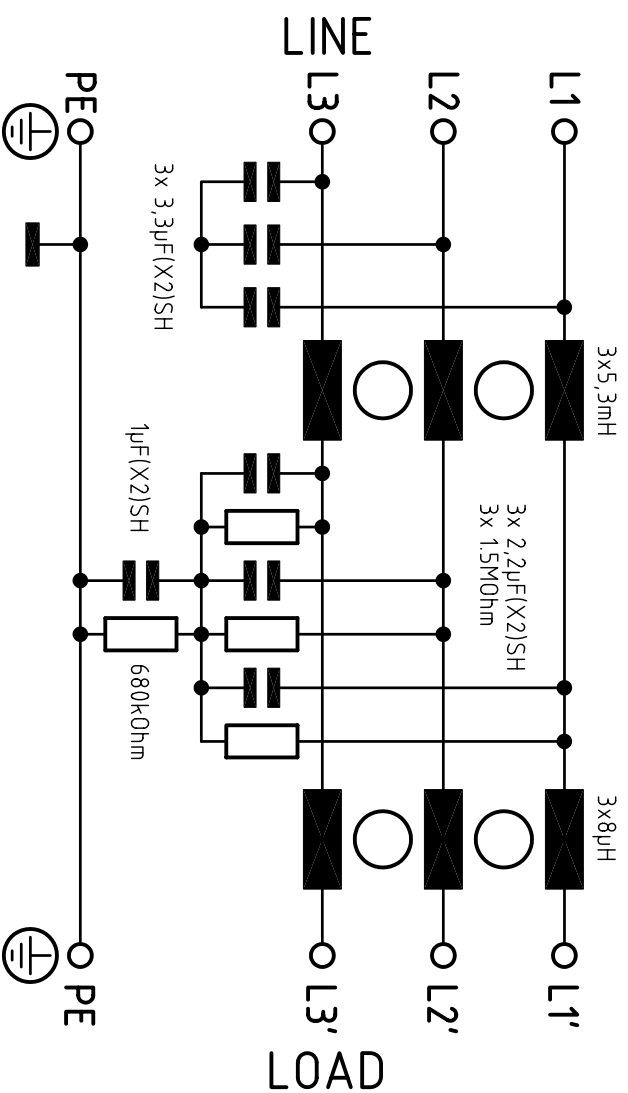 LINE
LOAD
L1
L1'
L2
L2'
L3
L3'
PE
PE
3x5,3mH
3x8µH
3x 2,2µF(X2)SH
3x 1.5MOhm
3x 3,3µF(X2)SH
1µF(X2)SH
680kOhm